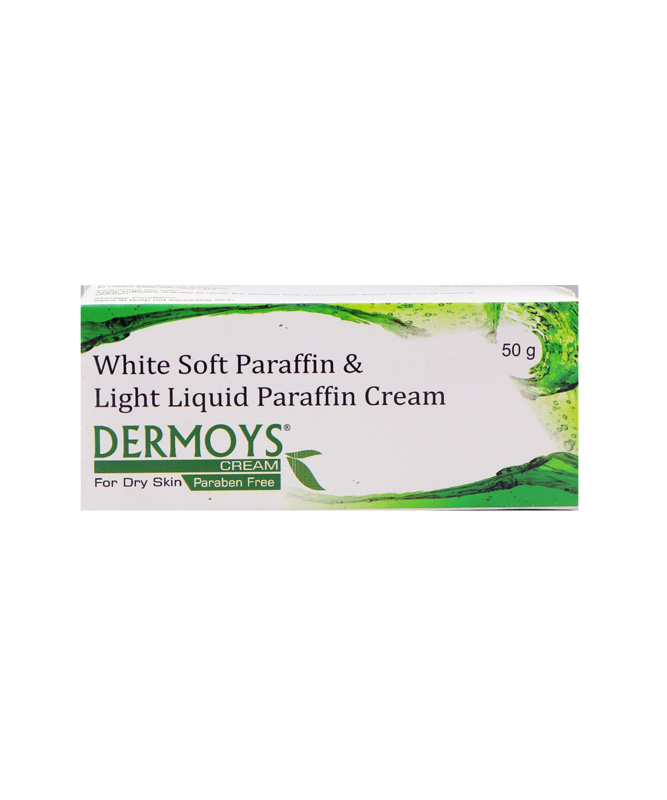 White Soft Paraffin &
Light Liquid Paraffin Cream
50 g
DERMOYS®
CREAM
For Dry Skin Paraben Free